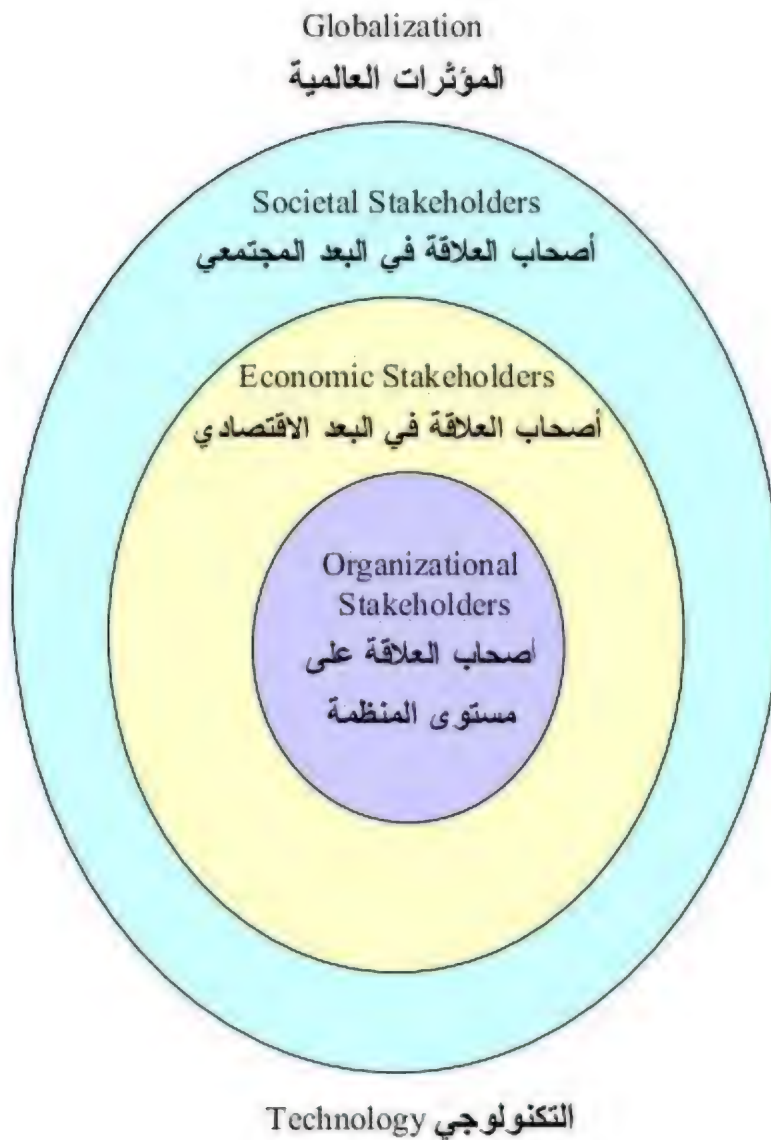 Globalization
المؤثرات العالمية
Societal Stakeholders
أصحاب العلاقة في البعد المجتمعي
Economic Stakeholders
أصحاب العلاقة في البعد الاقتصادي
Organizational
Stakeholders
اصحاب العلاقة على
مستوى المنظمة
Technology التكنولوجي